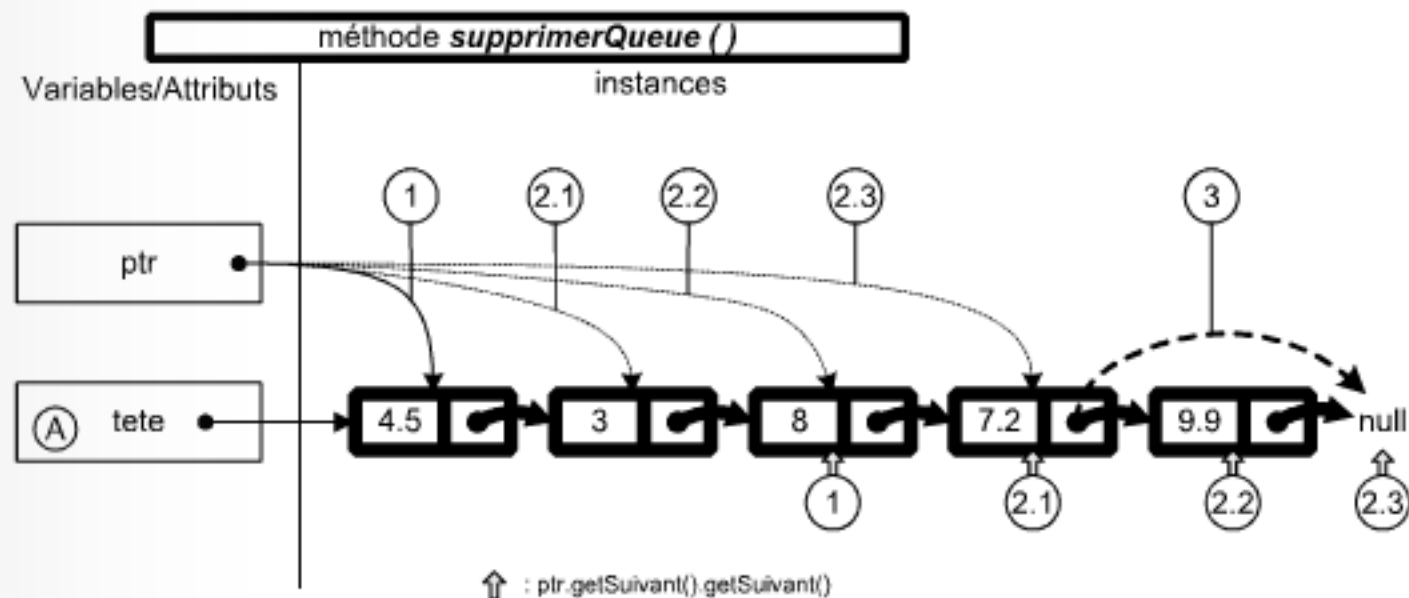 méthode supprimerQueue ( )
Variables/Attributs
instances
1
2.1
2.2
2.3
3
ptr
A tete
4.5
3
8
7.2
9.9
null
1
2.1
2.2
2.3
: ptr.getSuivant().getSuivant()